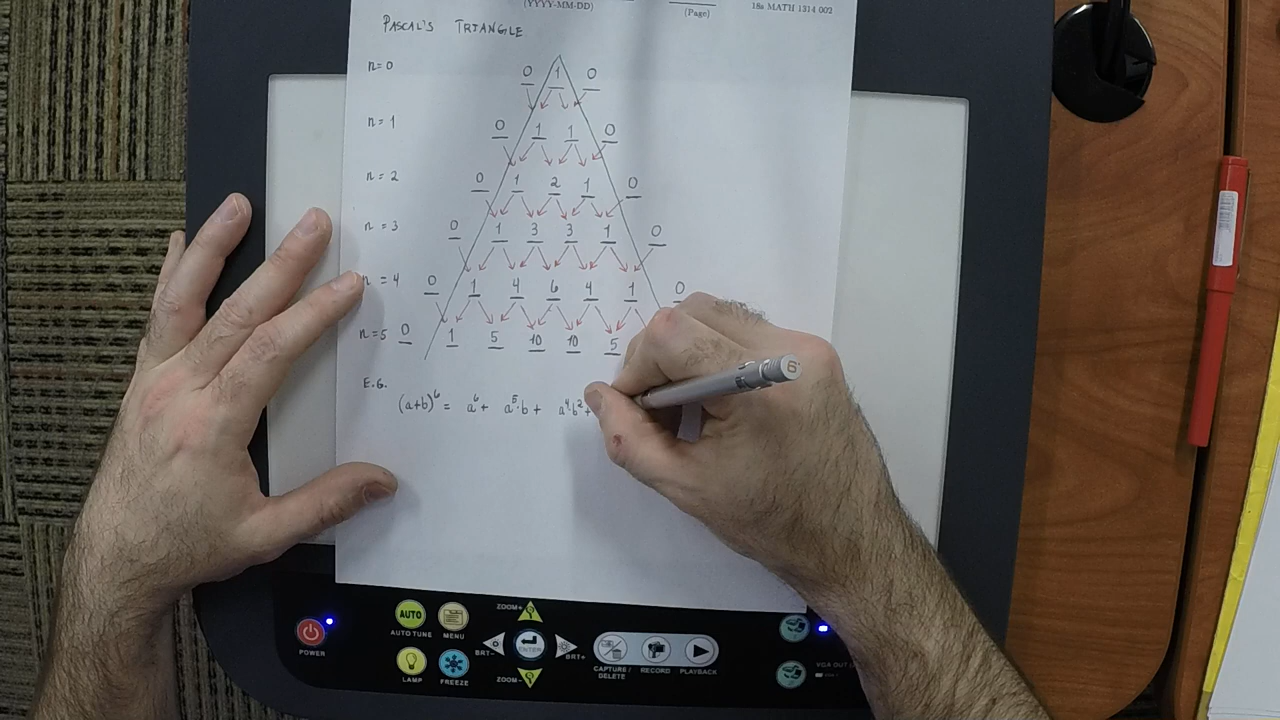 (YYYY-MM-DD) (Page) 18s MATH 1314 002
PASCAL'S TRIANGLE
n=0 0 1 0
n = 1 0 1 1 0
n = 2 0 1 2 1 0
n = 3 0 1 3 3 1 0
n = 4 0 1 4 6 4 1 0
n=5 0 1 5 10 10 5
E.G.
(a+b)⁶ = a⁶ + a⁵·b + a⁴·b² +
POWER
AUTO
AUTO TUNE
MENU
LAMP
FREEZE
ZOOM+
BRT-
ENTER
BRT+
ZOOM-
CAPTURE/
DELETE
RECORD
PLAYBACK